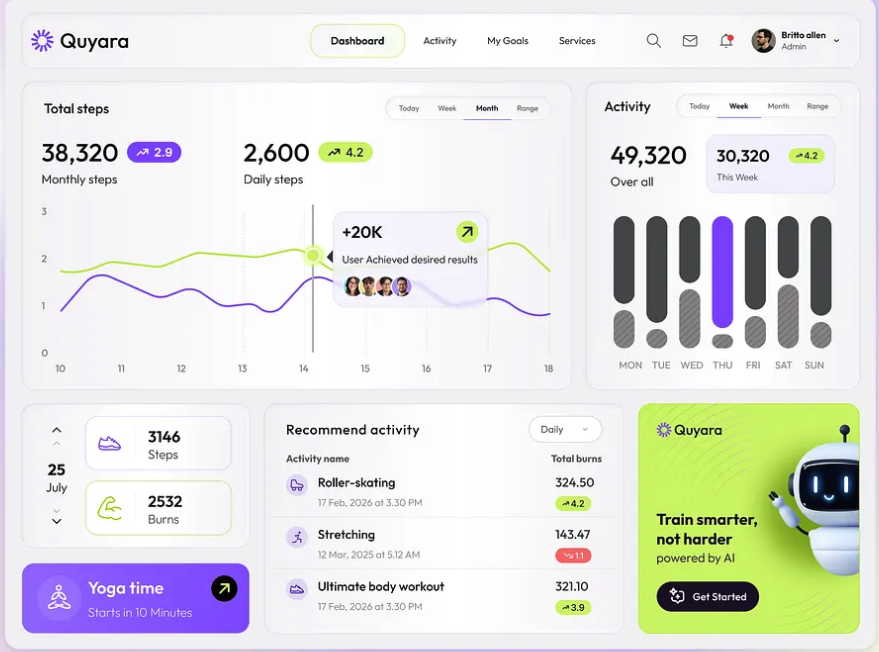 Quyara
Dashboard
Activity
My Goals
Services
Britto allen
Admin
Total steps
Today Week Month Range
38,320 2.9
Monthly steps
2,600 4.2
Daily steps
3
2
1
0
10 11 12 13 14 15 16 17 18
+20K
User Achieved desired results
Activity
Today Week Month Range
49,320
Over all
30,320 4.2
This Week
MON TUE WED THU FRI SAT SUN
25
July
3146
Steps
2532
Burns
Yoga time
Starts in 10 Minutes
Recommend activity
Daily
Activity name Total burns
Roller-skating 324.50
17 Feb, 2026 at 3.30 PM 4.2
Stretching 143.47
12 Mar, 2025 at 5.12 AM 1.1
Ultimate body workout 321.10
17 Feb, 2026 at 3.30 PM 3.9
Quyara
Train smarter,
not harder
powered by AI
Get Started